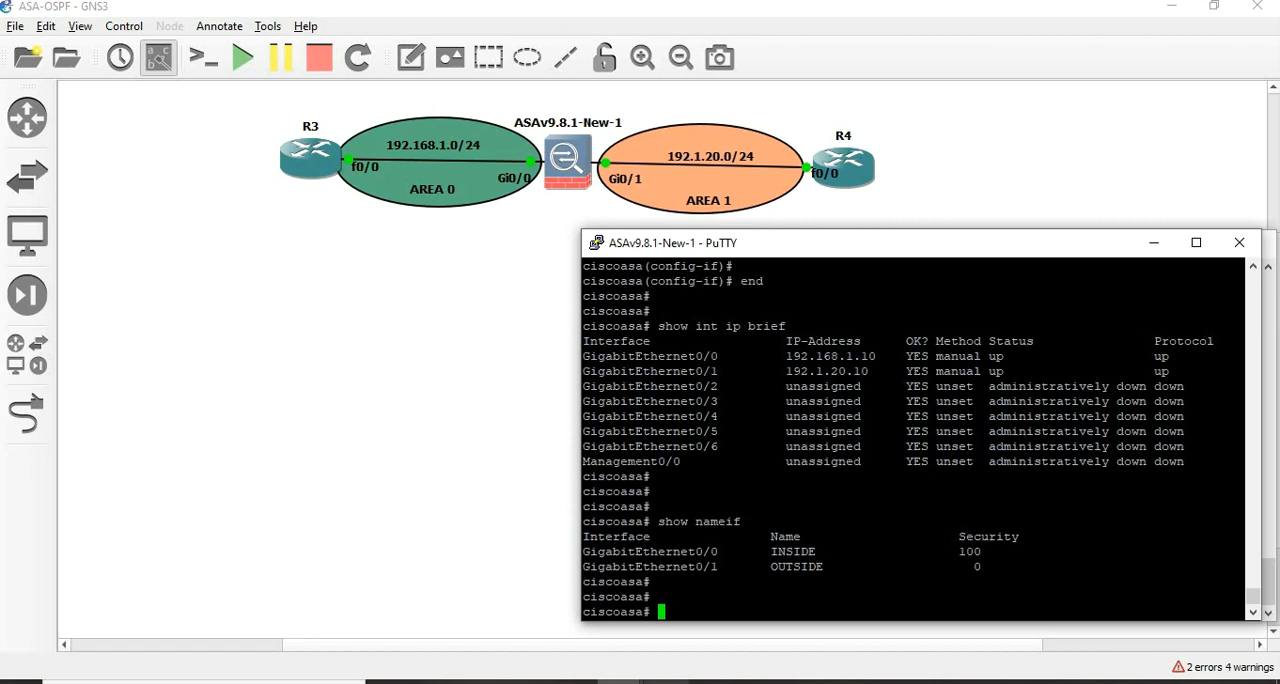 ASA-OSPF - GNS3
File Edit View Control Node Annotate Tools Help
ASAv9.8.1-New-1
R3
R4
192.168.1.0/24
192.1.20.0/24
f0/0
Gi0/0
Gi0/1
f0/0
AREA 0
AREA 1
ASAv9.8.1-New-1 - PuTTY
ciscoasa(config-if)#
ciscoasa(config-if)# end
ciscoasa#
ciscoasa#
ciscoasa# show int ip brief
Interface IP-Address OK? Method Status Protocol
GigabitEthernet0/0 192.168.1.10 YES manual up up
GigabitEthernet0/1 192.1.20.10 YES manual up up
GigabitEthernet0/2 unassigned YES unset administratively down down
GigabitEthernet0/3 unassigned YES unset administratively down down
GigabitEthernet0/4 unassigned YES unset administratively down down
GigabitEthernet0/5 unassigned YES unset administratively down down
GigabitEthernet0/6 unassigned YES unset administratively down down
Management0/0 unassigned YES unset administratively down down
ciscoasa#
ciscoasa#
ciscoasa#
ciscoasa# show nameif
Interface Name Security
GigabitEthernet0/0 INSIDE 100
GigabitEthernet0/1 OUTSIDE 0
ciscoasa#
ciscoasa#
ciscoasa#
2 errors 4 warnings